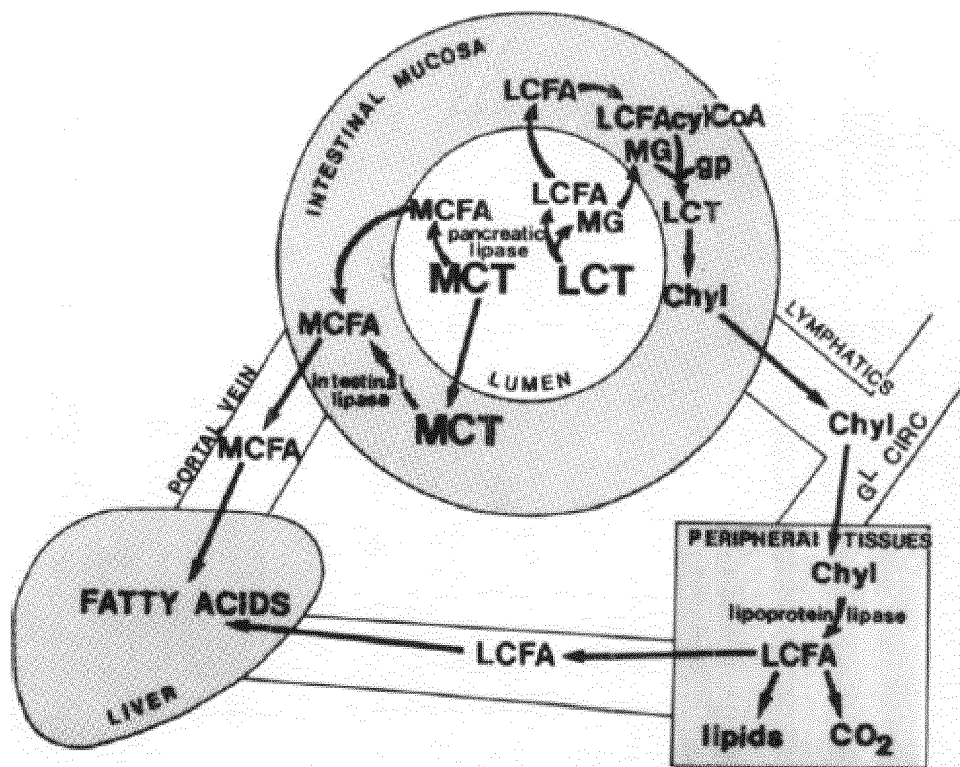 INTESTINAL MUCOSA
LCFA
LCFAcylCoA
MG
gp
LCFA
MG
LCT
MCFA
pancreatic
lipase
MCT
LCT
Chyl
MCFA
LUMEN
intestinal
lipase
MCT
LYMPHATICS
Chyl
GL CIRC
PORTAL VEIN
MCFA
PERIPHERAL TISSUES
Chyl
FATTY ACIDS
lipoprotein lipase
LCFA
LCFA
LIVER
lipids
CO2